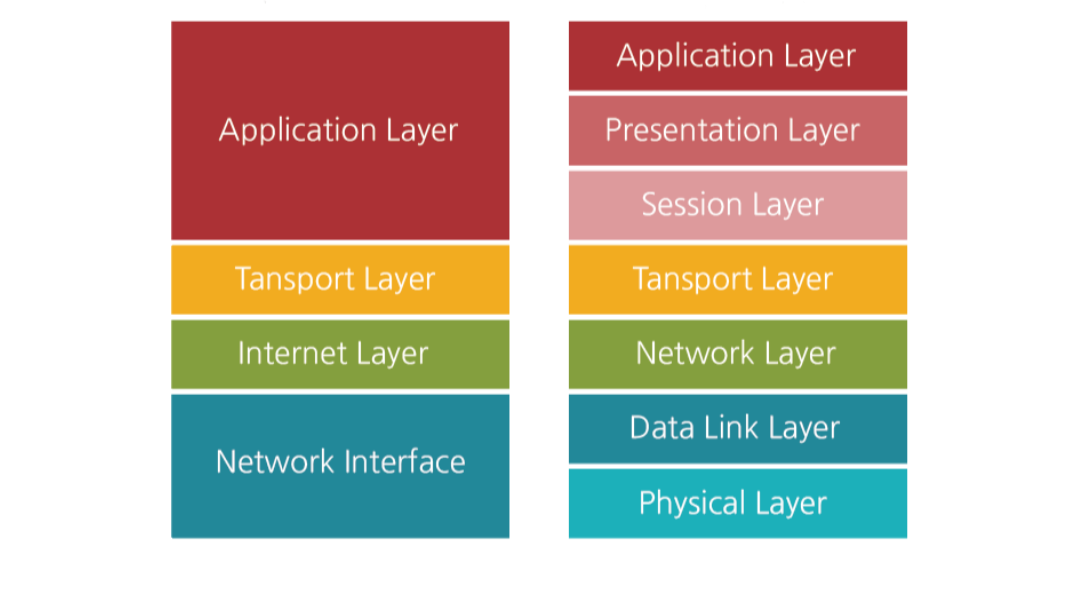 Application Layer
Tansport Layer
Internet Layer
Network Interface
Application Layer
Presentation Layer
Session Layer
Tansport Layer
Network Layer
Data Link Layer
Physical Layer